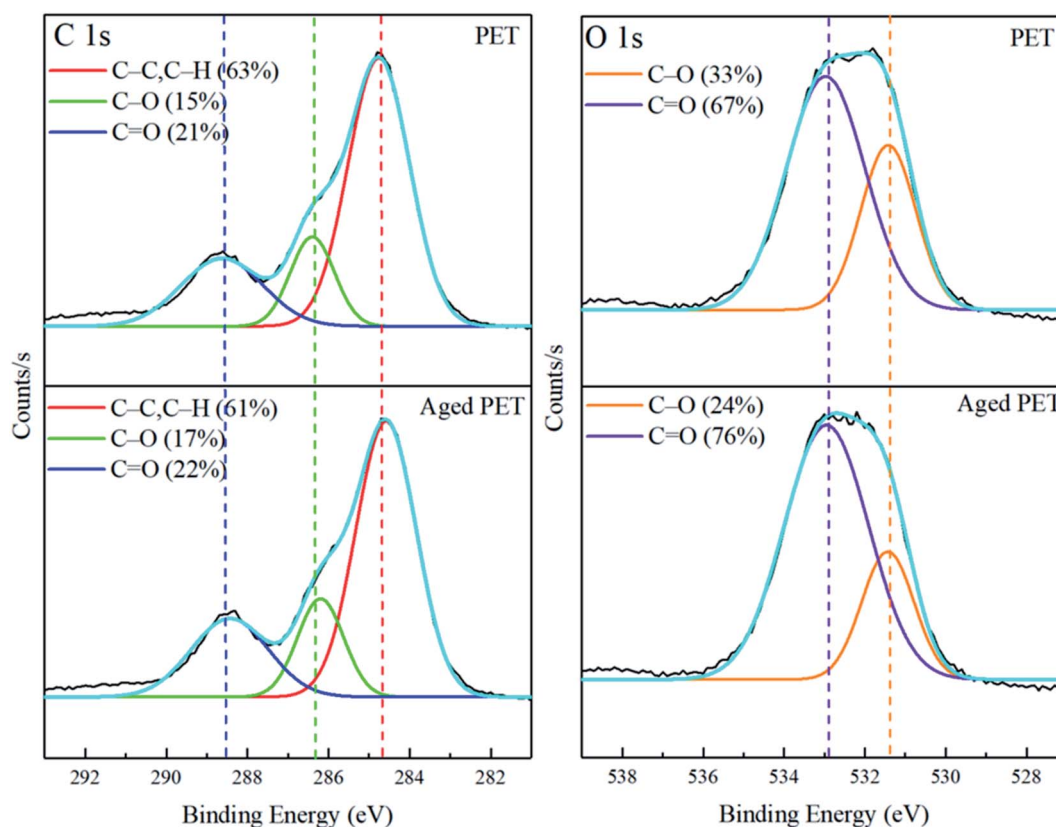 C 1s
PET
C–C,C–H (63%)
C–O (15%)
C=O (21%)
Aged PET
C–C,C–H (61%)
C–O (17%)
C=O (22%)
Counts/s
292
290
288
286
284
282
Binding Energy (eV)
O 1s
PET
C–O (33%)
C=O (67%)
Aged PET
C–O (24%)
C=O (76%)
Counts/s
538
536
534
532
530
528
Binding Energy (eV)